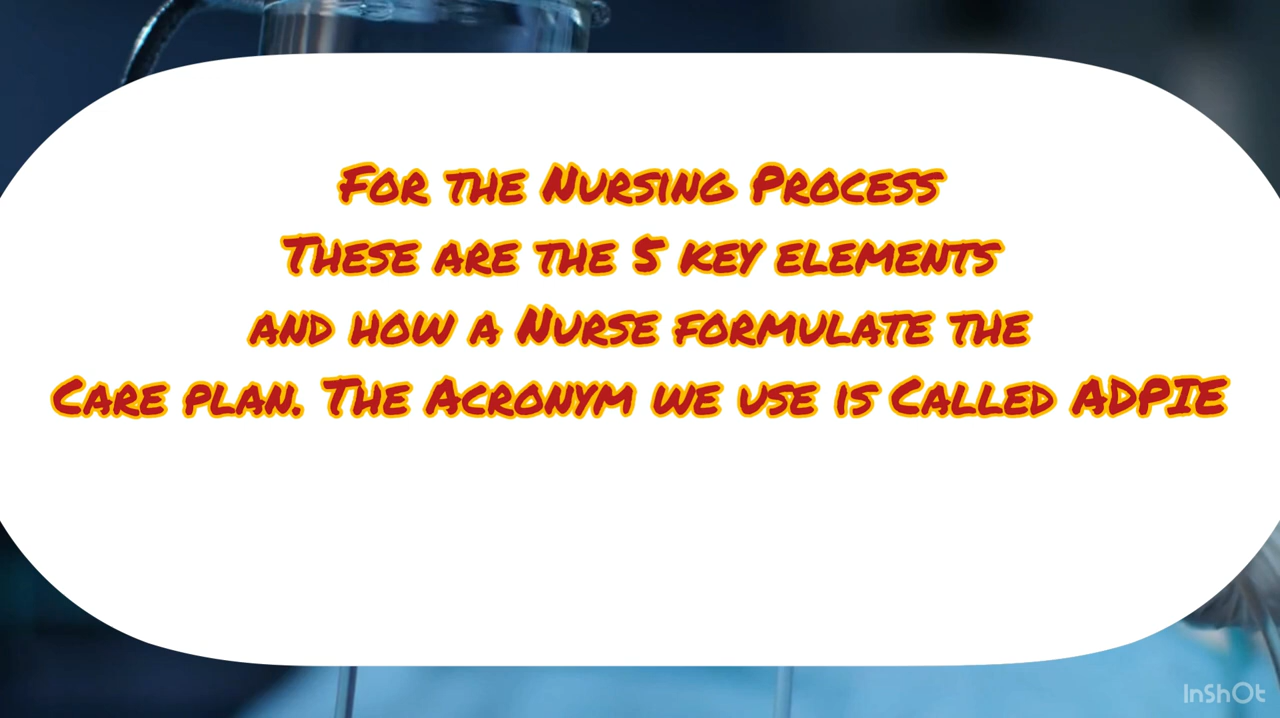 For the Nursing Process
These are the 5 key elements
and how a Nurse formulate the
Care plan. The Acronym we use is Called ADPIE
InShOt